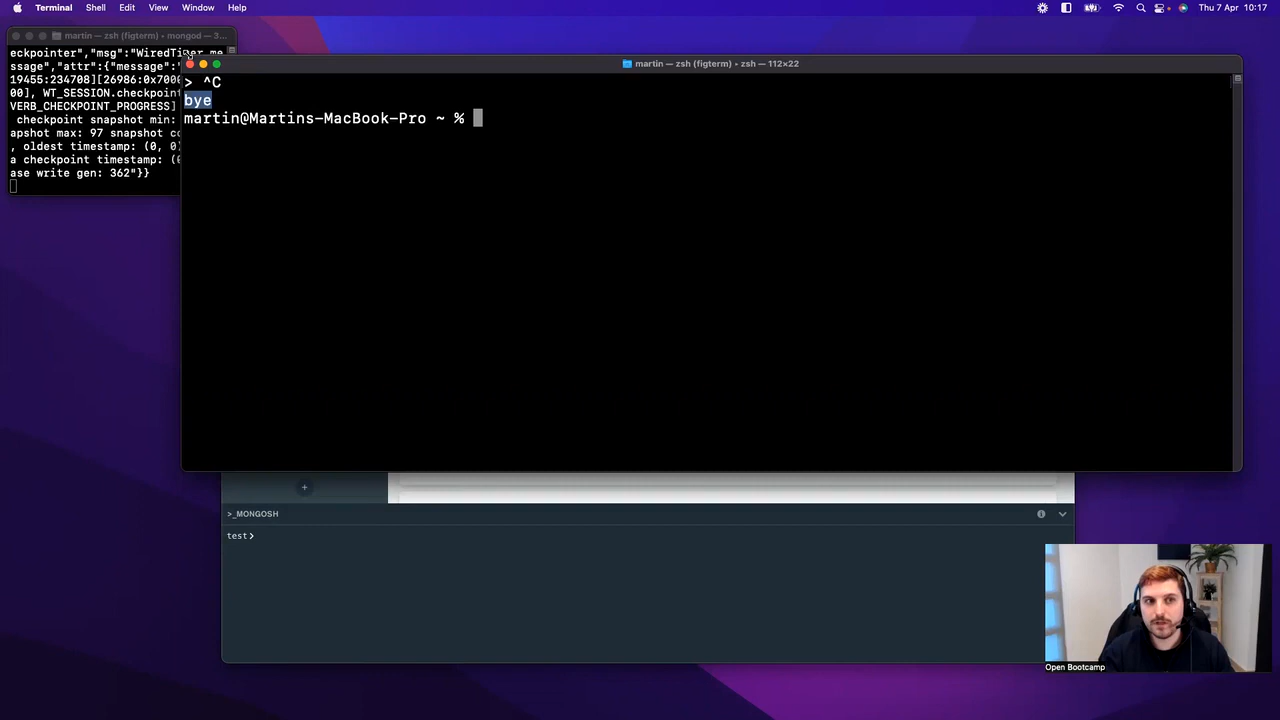 Terminal Shell Edit View Window Help
Thu 7 Apr 10:17
martin — zsh (figterm) • mongod — 3...
eckpointer","msg":"WiredTiger me
ssage","attr":{"message":"
19455:234708][26986:0x7000
00], WT_SESSION.checkpoint
VERB_CHECKPOINT_PROGRESS]
checkpoint snapshot min:
apshot max: 97 snapshot co
, oldest timestamp: (0, 0)
a checkpoint timestamp: (0
ase write gen: 362"}}
martin — zsh (figterm) • zsh — 112×22
> ^C
bye
martin@Martins-MacBook-Pro ~ %
>_MONGOSH
test>
Open Bootcamp